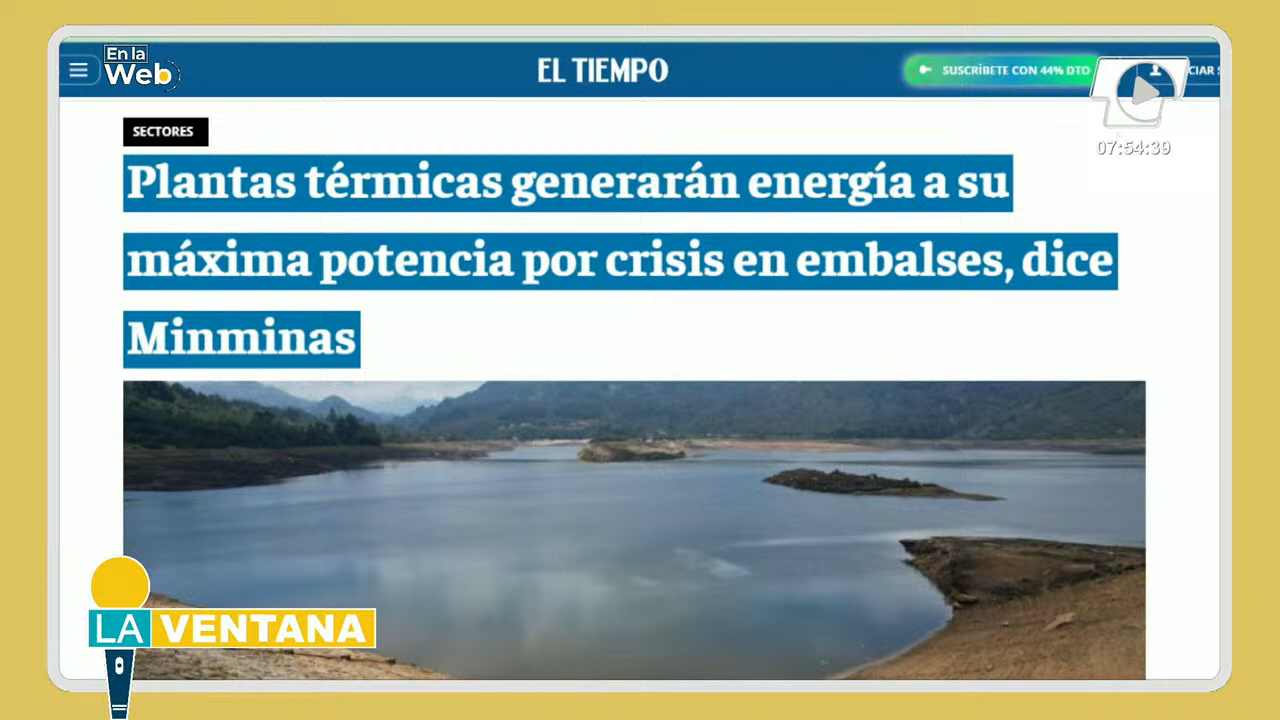 En la
Web
EL TIEMPO
SUSCRÍBETE CON 44% DTO
CIAR S
07:54:39
SECTORES
Plantas térmicas generarán energía a su
máxima potencia por crisis en embalses, dice
Minminas
LA VENTANA